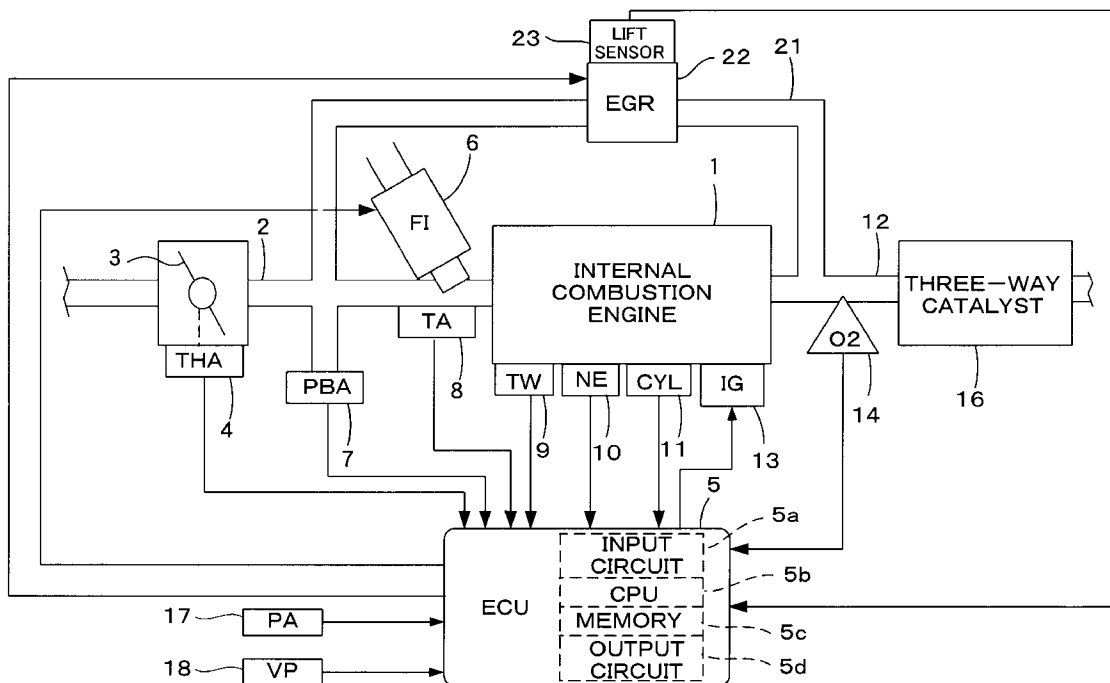 LIFT
SENSOR
23
22
21
EGR
6
1
FI
2
3
12
INTERNAL
COMBUSTION
ENGINE
THREE-WAY
CATALYST
TA
O2
THA
8
TW
NE
CYL
IG
PBA
14
16
4
7
9
10
11
13
5
5a
INPUT
CIRCUIT
5b
CPU
ECU
17
PA
MEMORY
5c
OUTPUT
CIRCUIT
5d
18
VP